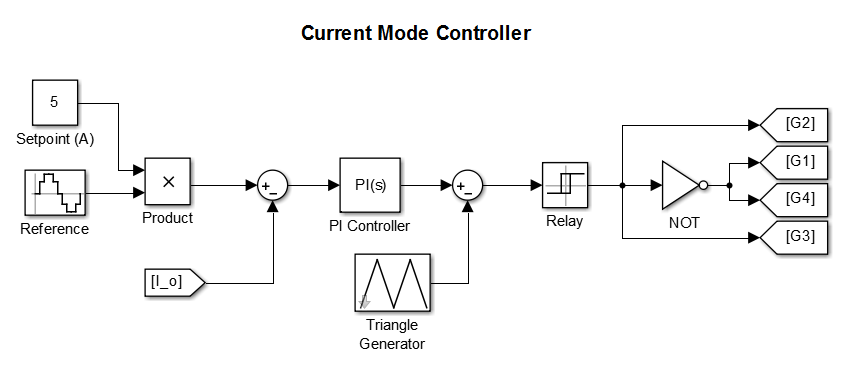 Current Mode Controller
5
Setpoint (A)
Reference
×
Product
[I_o]
+
−
PI(s)
PI Controller
+
−
Triangle
Generator
Relay
NOT
[G2]
[G1]
[G4]
[G3]